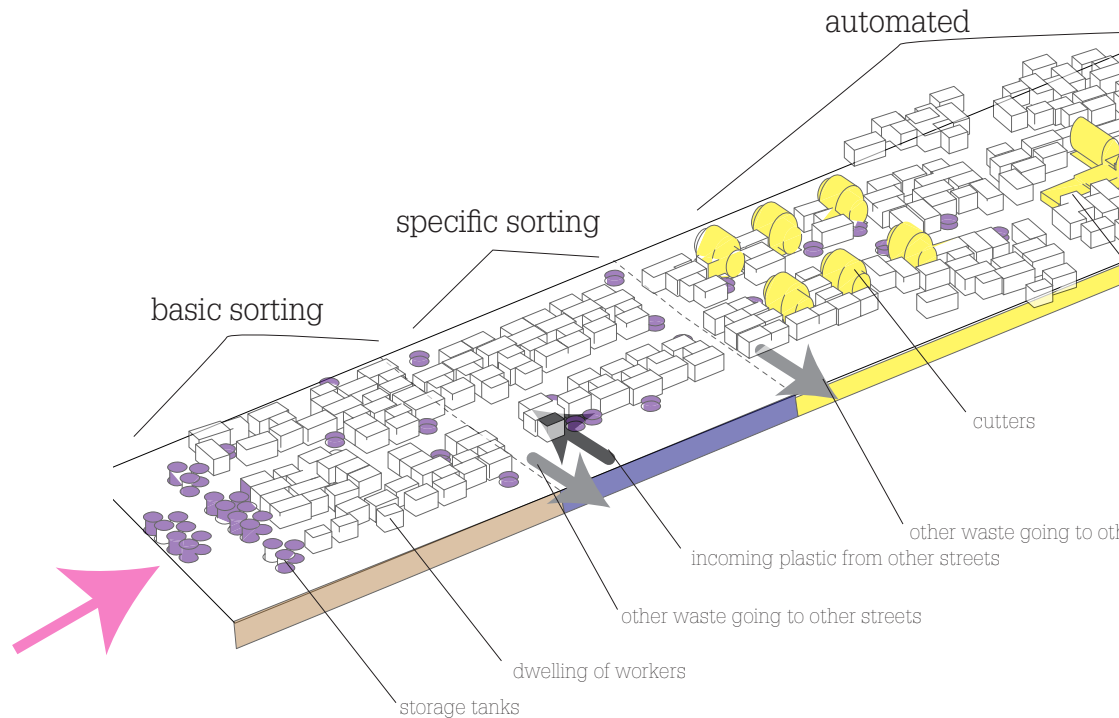 automated
specific sorting
basic sorting
cutters
other waste going to
incoming plastic from other streets
other waste going to other streets
dwelling of workers
storage tanks